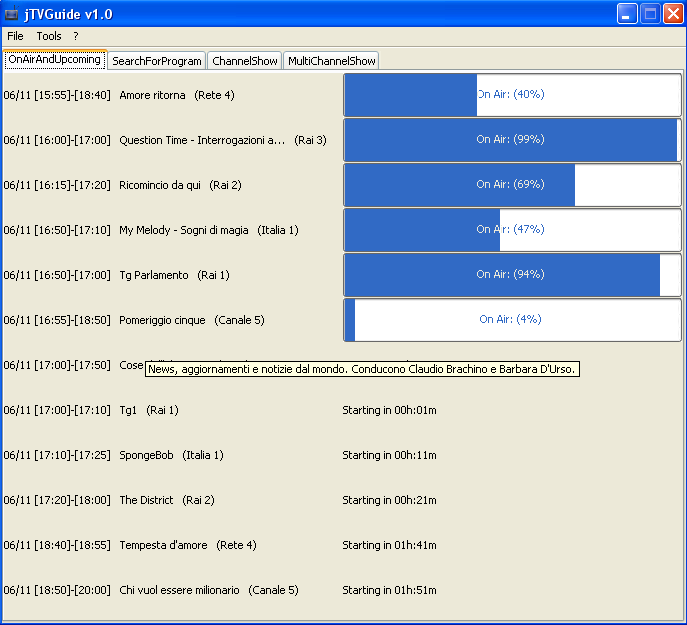 jTVGuide v1.0
File Tools ?
OnAirAndUpcoming SearchForProgram ChannelShow MultiChannelShow
06/11 [15:55]-[18:40] Amore ritorna (Rete 4) On Air: (40%)
06/11 [16:00]-[17:00] Question Time - Interrogazioni a... (Rai 3) On Air: (99%)
06/11 [16:15]-[17:20] Ricomincio da qui (Rai 2) On Air: (69%)
06/11 [16:50]-[17:10] My Melody - Sogni di magia (Italia 1) On Air: (47%)
06/11 [16:50]-[17:00] Tg Parlamento (Rai 1) On Air: (94%)
06/11 [16:55]-[18:50] Pomeriggio cinque (Canale 5) On Air: (4%)
06/11 [17:00]-[17:50] Cose
News, aggiornamenti e notizie dal mondo. Conducono Claudio Brachino e Barbara D'Urso.
06/11 [17:00]-[17:10] Tg1 (Rai 1) Starting in 00h:01m
06/11 [17:10]-[17:25] SpongeBob (Italia 1) Starting in 00h:11m
06/11 [17:20]-[18:00] The District (Rai 2) Starting in 00h:21m
06/11 [18:40]-[18:55] Tempesta d'amore (Rete 4) Starting in 01h:41m
06/11 [18:50]-[20:00] Chi vuol essere milionario (Canale 5) Starting in 01h:51m